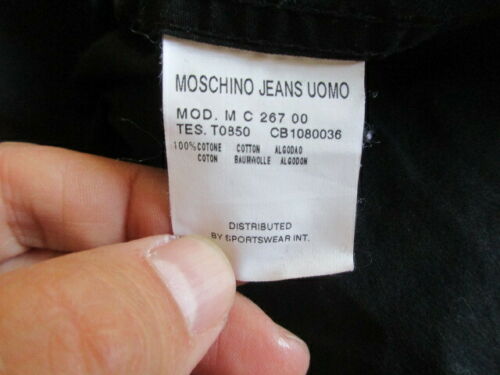 MOSCHINO JEANS UOMO
MOD. M C 267 00
TES. T0850 CB1080036
100% COTONE COTTON ALGODAO
COTON BAUMWOLLE ALGODON
DISTRIBUTED
BY SPORTSWEAR INT.